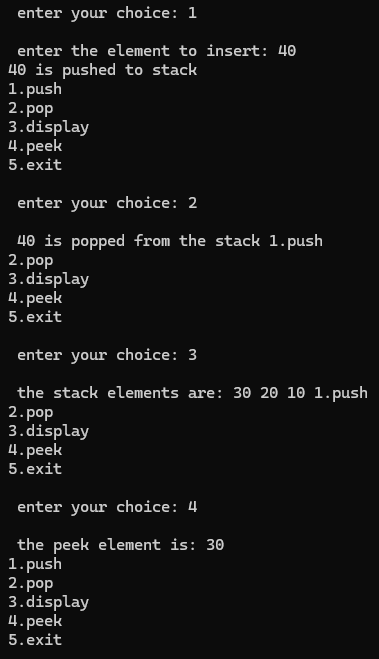 enter your choice: 1
enter the element to insert: 40
40 is pushed to stack
1.push
2.pop
3.display
4.peek
5.exit
enter your choice: 2
40 is popped from the stack 1.push
2.pop
3.display
4.peek
5.exit
enter your choice: 3
the stack elements are: 30 20 10 1.push
2.pop
3.display
4.peek
5.exit
enter your choice: 4
the peek element is: 30
1.push
2.pop
3.display
4.peek
5.exit